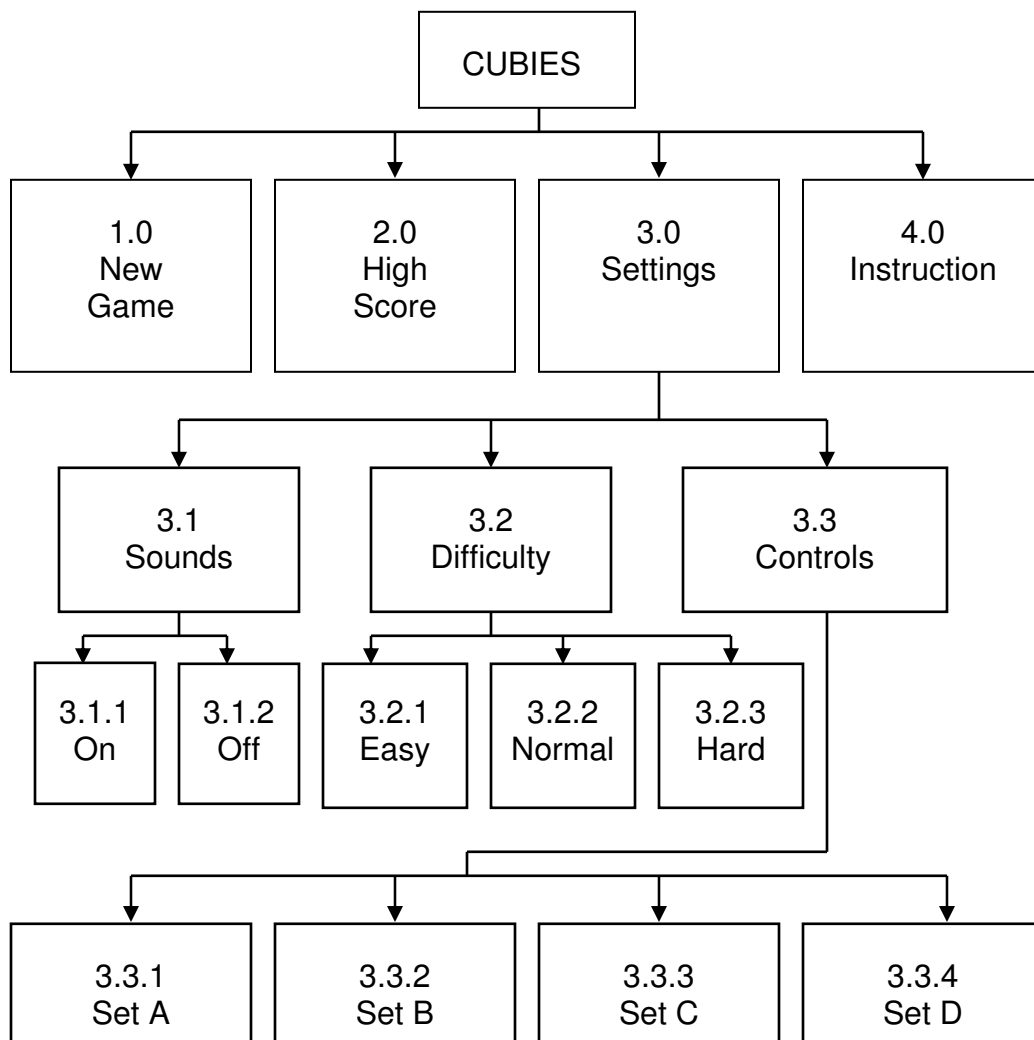 CUBIES
1.0
New
Game
2.0
High
Score
3.0
Settings
4.0
Instruction
3.1
Sounds
3.2
Difficulty
3.3
Controls
3.1.1
On
3.1.2
Off
3.2.1
Easy
3.2.2
Normal
3.2.3
Hard
3.3.1
Set A
3.3.2
Set B
3.3.3
Set C
3.3.4
Set D